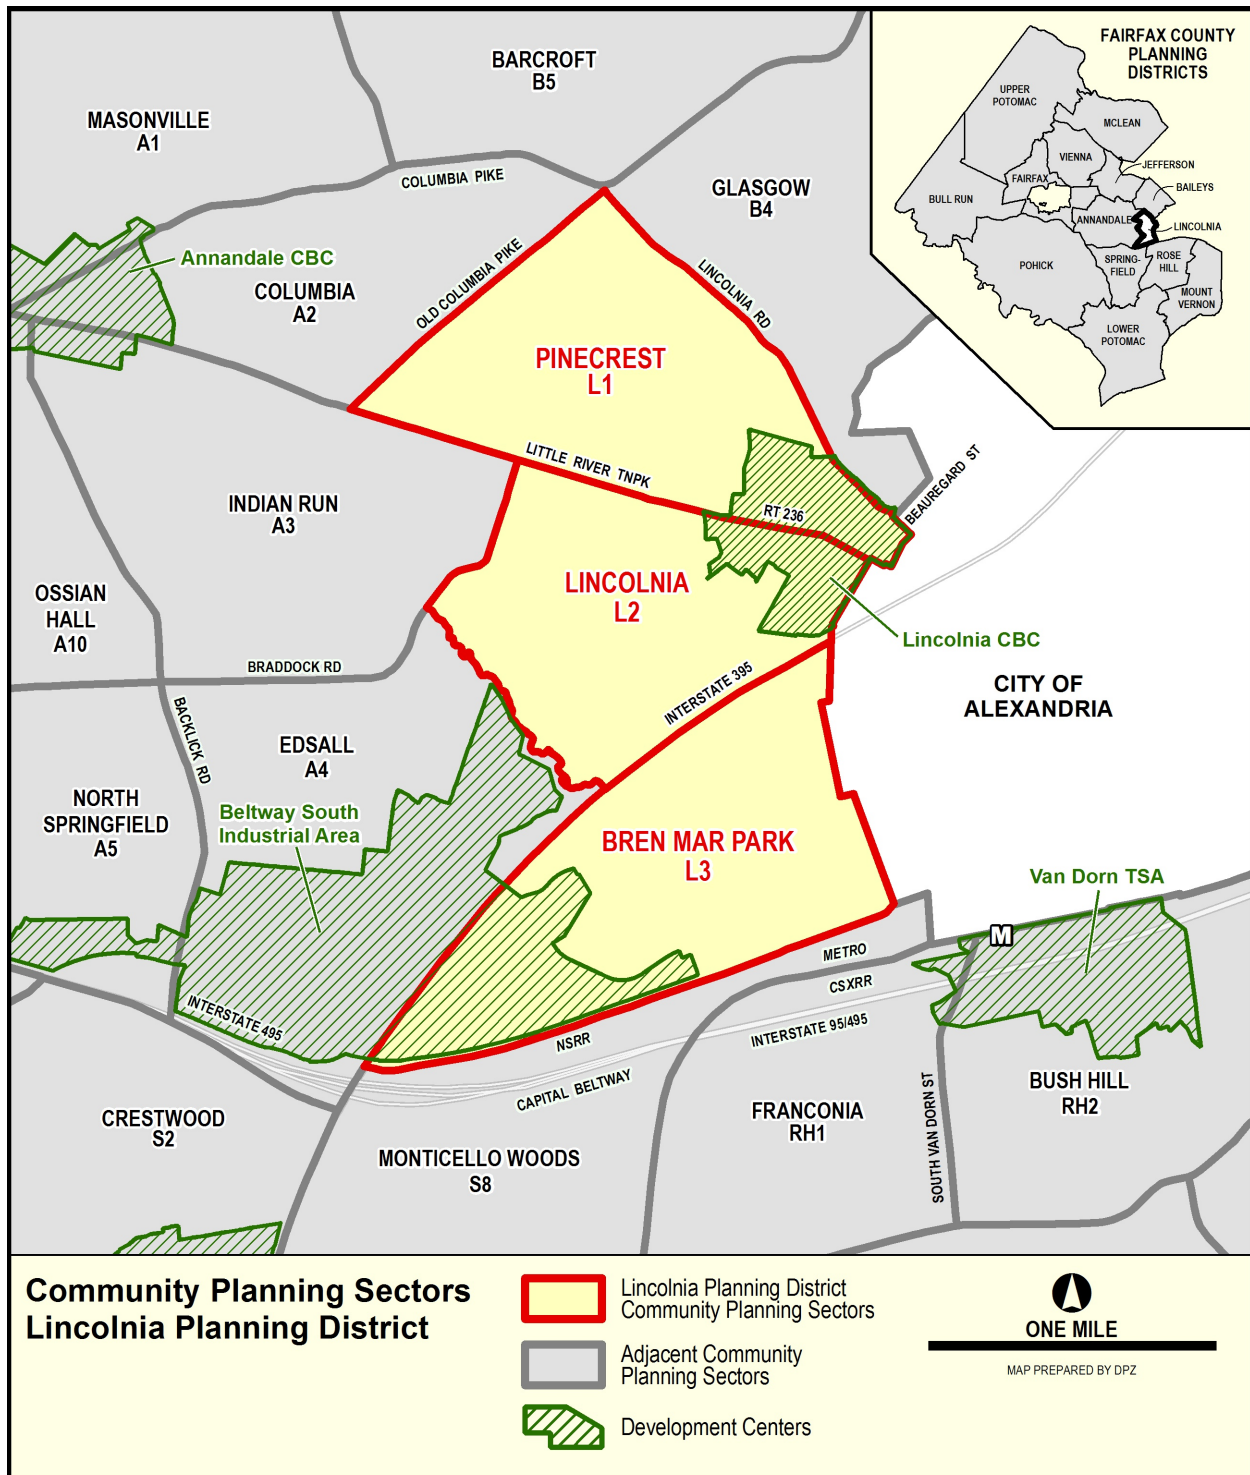 BARCROFT
B5
MASONVILLE
A1
COLUMBIA PIKE
GLASGOW
B4
Annandale CBC
COLUMBIA
A2
OLD COLUMBIA PIKE
LINCOLNIA RD
PINECREST
L1
LITTLE RIVER TNPK
RT 236
BEAUREGARD ST
INDIAN RUN
A3
LINCOLNIA
L2
OSSIAN
HALL
A10
Lincolnia CBC
BRADDOCK RD
INTERSTATE 395
CITY OF
ALEXANDRIA
BACKLICK RD
EDSALL
A4
NORTH
SPRINGFIELD
A5
Beltway South
Industrial Area
BREN MAR PARK
L3
Van Dorn TSA
M
METRO
CSXRR
INTERSTATE 495
INTERSTATE 95/495
NSRR
CAPITAL BELTWAY
SOUTH VAN DORN ST
BUSH HILL
RH2
CRESTWOOD
S2
FRANCONIA
RH1
MONTICELLO WOODS
S8
FAIRFAX COUNTY
PLANNING
DISTRICTS
UPPER
POTOMAC
MCLEAN
VIENNA
JEFFERSON
FAIRFAX
BAILEYS
BULL RUN
ANNANDALE
LINCOLNIA
POHICK
SPRING-
FIELD
ROSE
HILL
MOUNT
VERNON
LOWER
POTOMAC
Community Planning Sectors
Lincolnia Planning District
Lincolnia Planning District
Community Planning Sectors
Adjacent Community
Planning Sectors
Development Centers
ONE MILE
MAP PREPARED BY DPZ